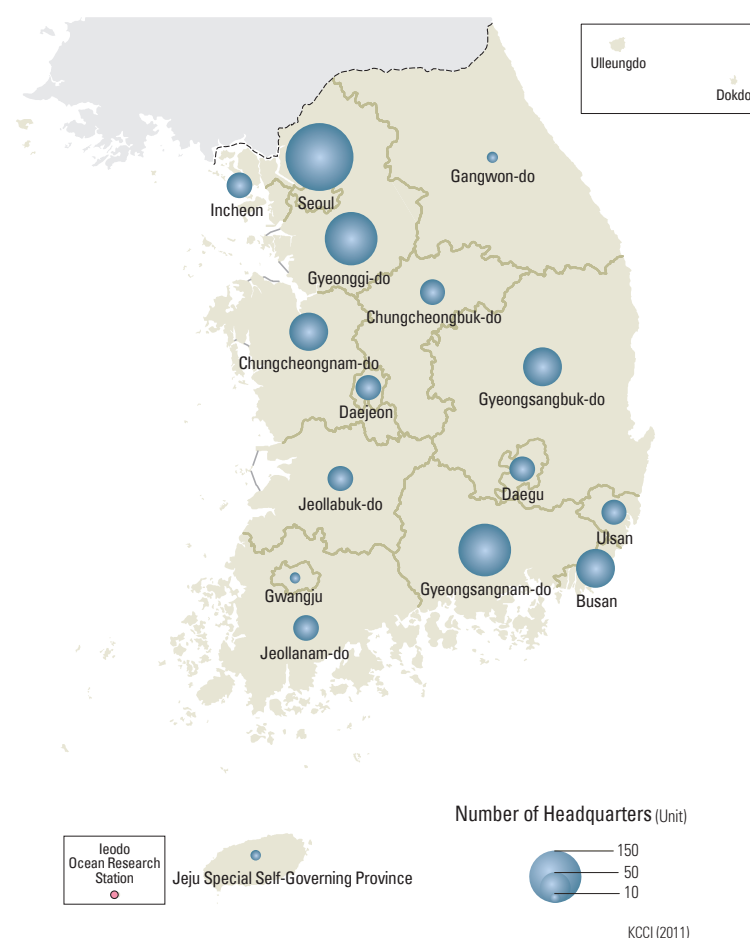 Ulleungdo
Dokdo
Gangwon-do
Incheon
Seoul
Gyeonggi-do
Chungcheongbuk-do
Chungcheongnam-do
Daejeon
Gyeongsangbuk-do
Daegu
Jeollabuk-do
Ulsan
Gwangju
Gyeongsangnam-do
Busan
Jeollanam-do
Number of Headquarters (Unit)
150
50
10
Ieodo
Ocean Research
Station
Jeju Special Self-Governing Province
KCCI (2011)